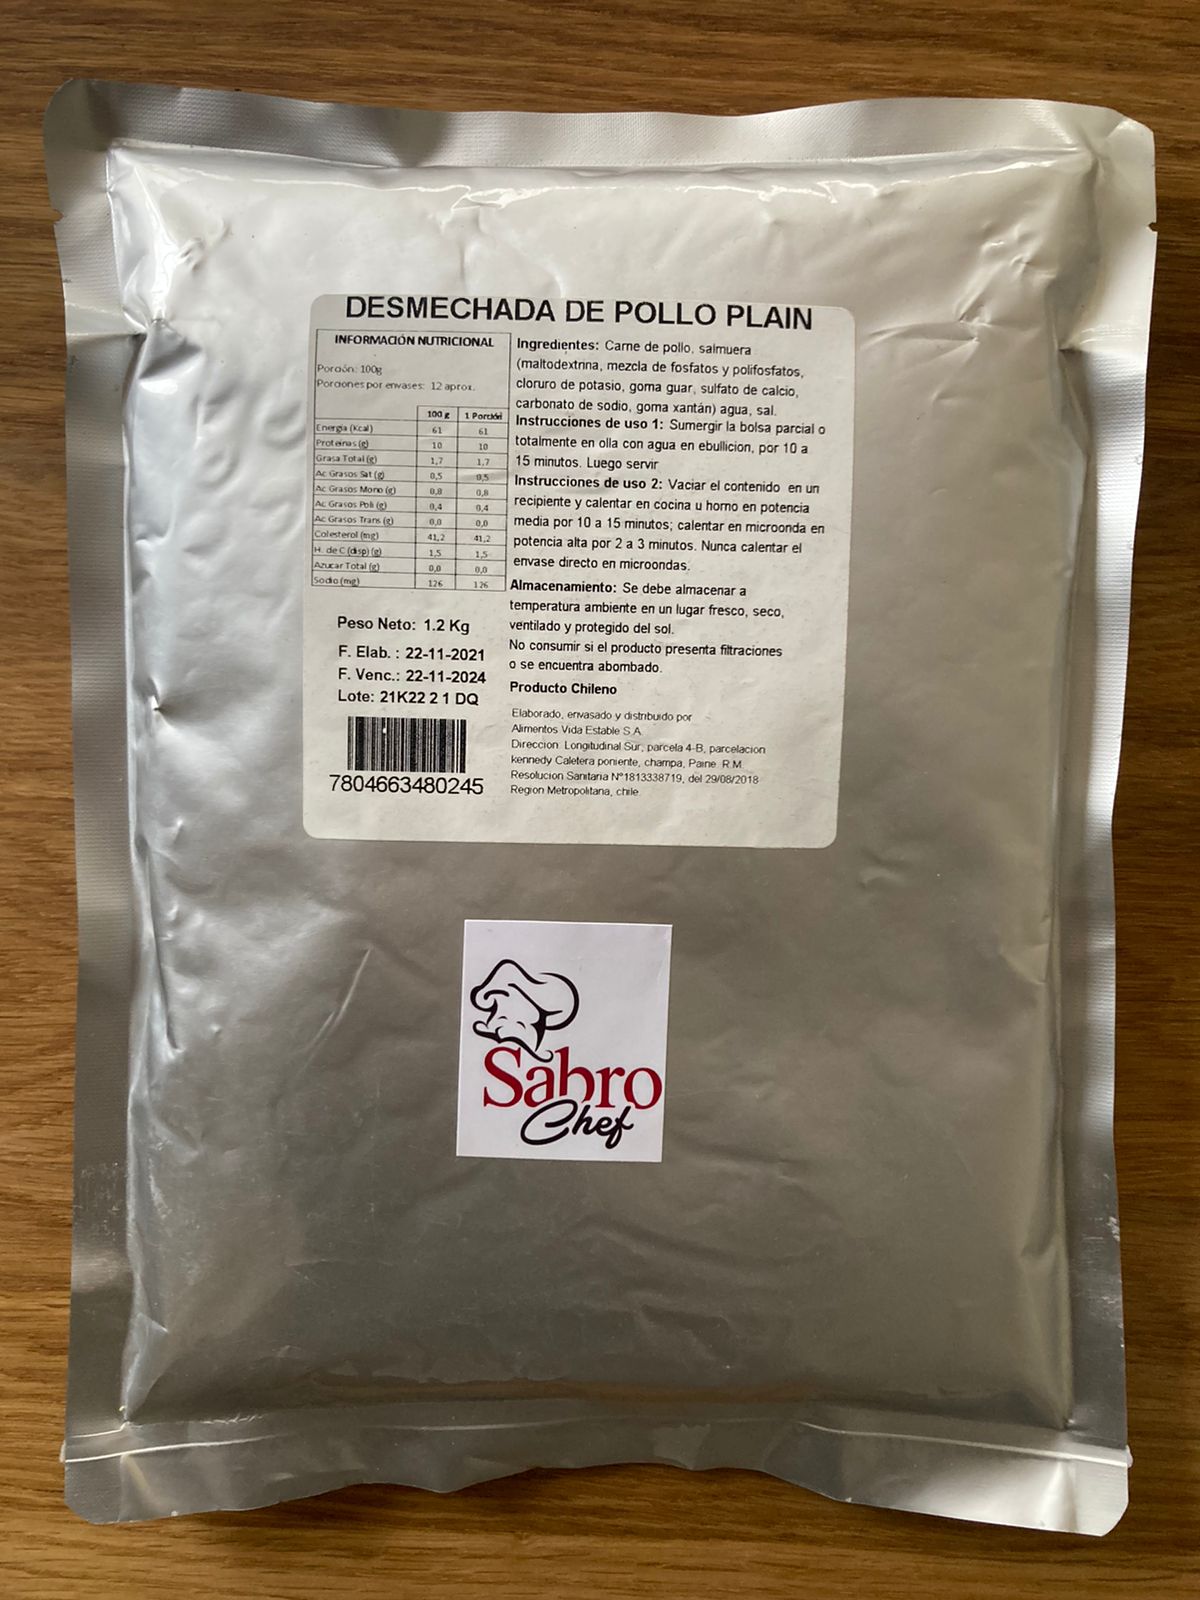 DESMECHADA DE POLLO PLAIN
INFORMACIÓN NUTRICIONAL
Porción: 100g
Porciones por envases: 12 aprox.
100 g 1 Porción
Energía (Kcal) 61 61
Proteinas (g) 10 10
Grasa Total (g) 1,7 1,7
Ac Grasos Sat (g) 0,5 0,5
Ac Grasos Mono (g) 0,8 0,8
Ac Grasos Poli (g) 0,4 0,4
Ac Grasos Trans (g) 0,0 0,0
Colesterol (mg) 41,2 41,2
H. de C (disp) (g) 1,5 1,5
Azucar Total (g) 0,0 0,0
Sodio (mg) 126 126
Peso Neto: 1.2 Kg
F. Elab. : 22-11-2021
F. Venc.: 22-11-2024
Lote: 21K22 2 1 DQ
7804663480245
Ingredientes: Carne de pollo, salmuera
(maltodextrina, mezcla de fosfatos y polifosfatos,
cloruro de potasio, goma guar, sulfato de calcio,
carbonato de sodio, goma xantán) agua, sal.
Instrucciones de uso 1: Sumergir la bolsa parcial o
totalmente en olla con agua en ebullicion, por 10 a
15 minutos. Luego servir
Instrucciones de uso 2: Vaciar el contenido en un
recipiente y calentar en cocina u horno en potencia
media por 10 a 15 minutos; calentar en microonda en
potencia alta por 2 a 3 minutos. Nunca calentar el
envase directo en microondas.
Almacenamiento: Se debe almacenar a
temperatura ambiente en un lugar fresco, seco,
ventilado y protegido del sol.
No consumir si el producto presenta filtraciones
o se encuentra abombado.
Producto Chileno
Elaborado, envasado y distribuido por
Alimentos Vida Estable S.A.
Direccion: Longitudinal Sur, parcela 4-B, parcelacion
kennedy Caletera poniente, champa, Paine. R.M.
Resolucion Sanitaria N°1813338719, del 29/08/2018
Region Metropolitana, chile.
Sabro
Chef